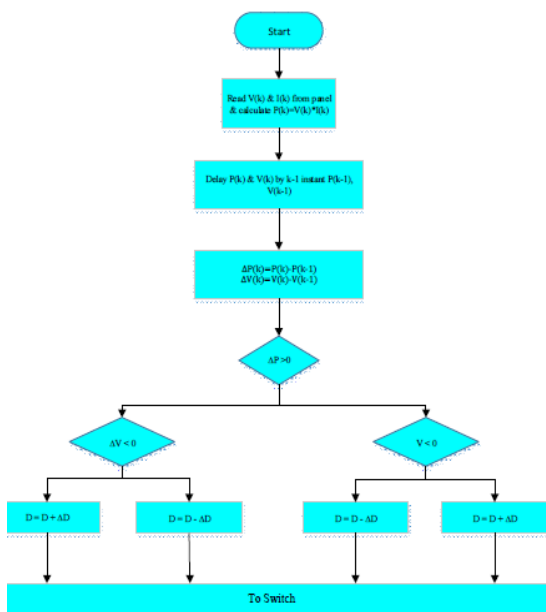 Start
Read V(k) & I(k) from panel
& calculate P(k)=V(k)*I(k)
Delay P(k) & V(k) by k-1 instant P(k-1),
V(k-1)
ΔP(k)=P(k)-P(k-1)
ΔV(k)=V(k)-V(k-1)
ΔP >0
ΔV < 0
V < 0
D = D + ΔD
D = D - ΔD
D = D - ΔD
D = D + ΔD
To Switch